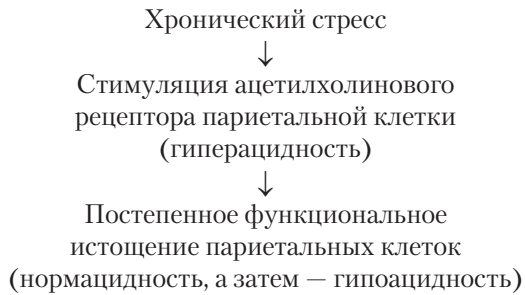 Хронический стресс
↓
Стимуляция ацетилхолинового
рецептора париетальной клетки
(гиперацидность)
↓
Постепенное функциональное
истощение париетальных клеток
(нормацидность, а затем — гипоацидность)